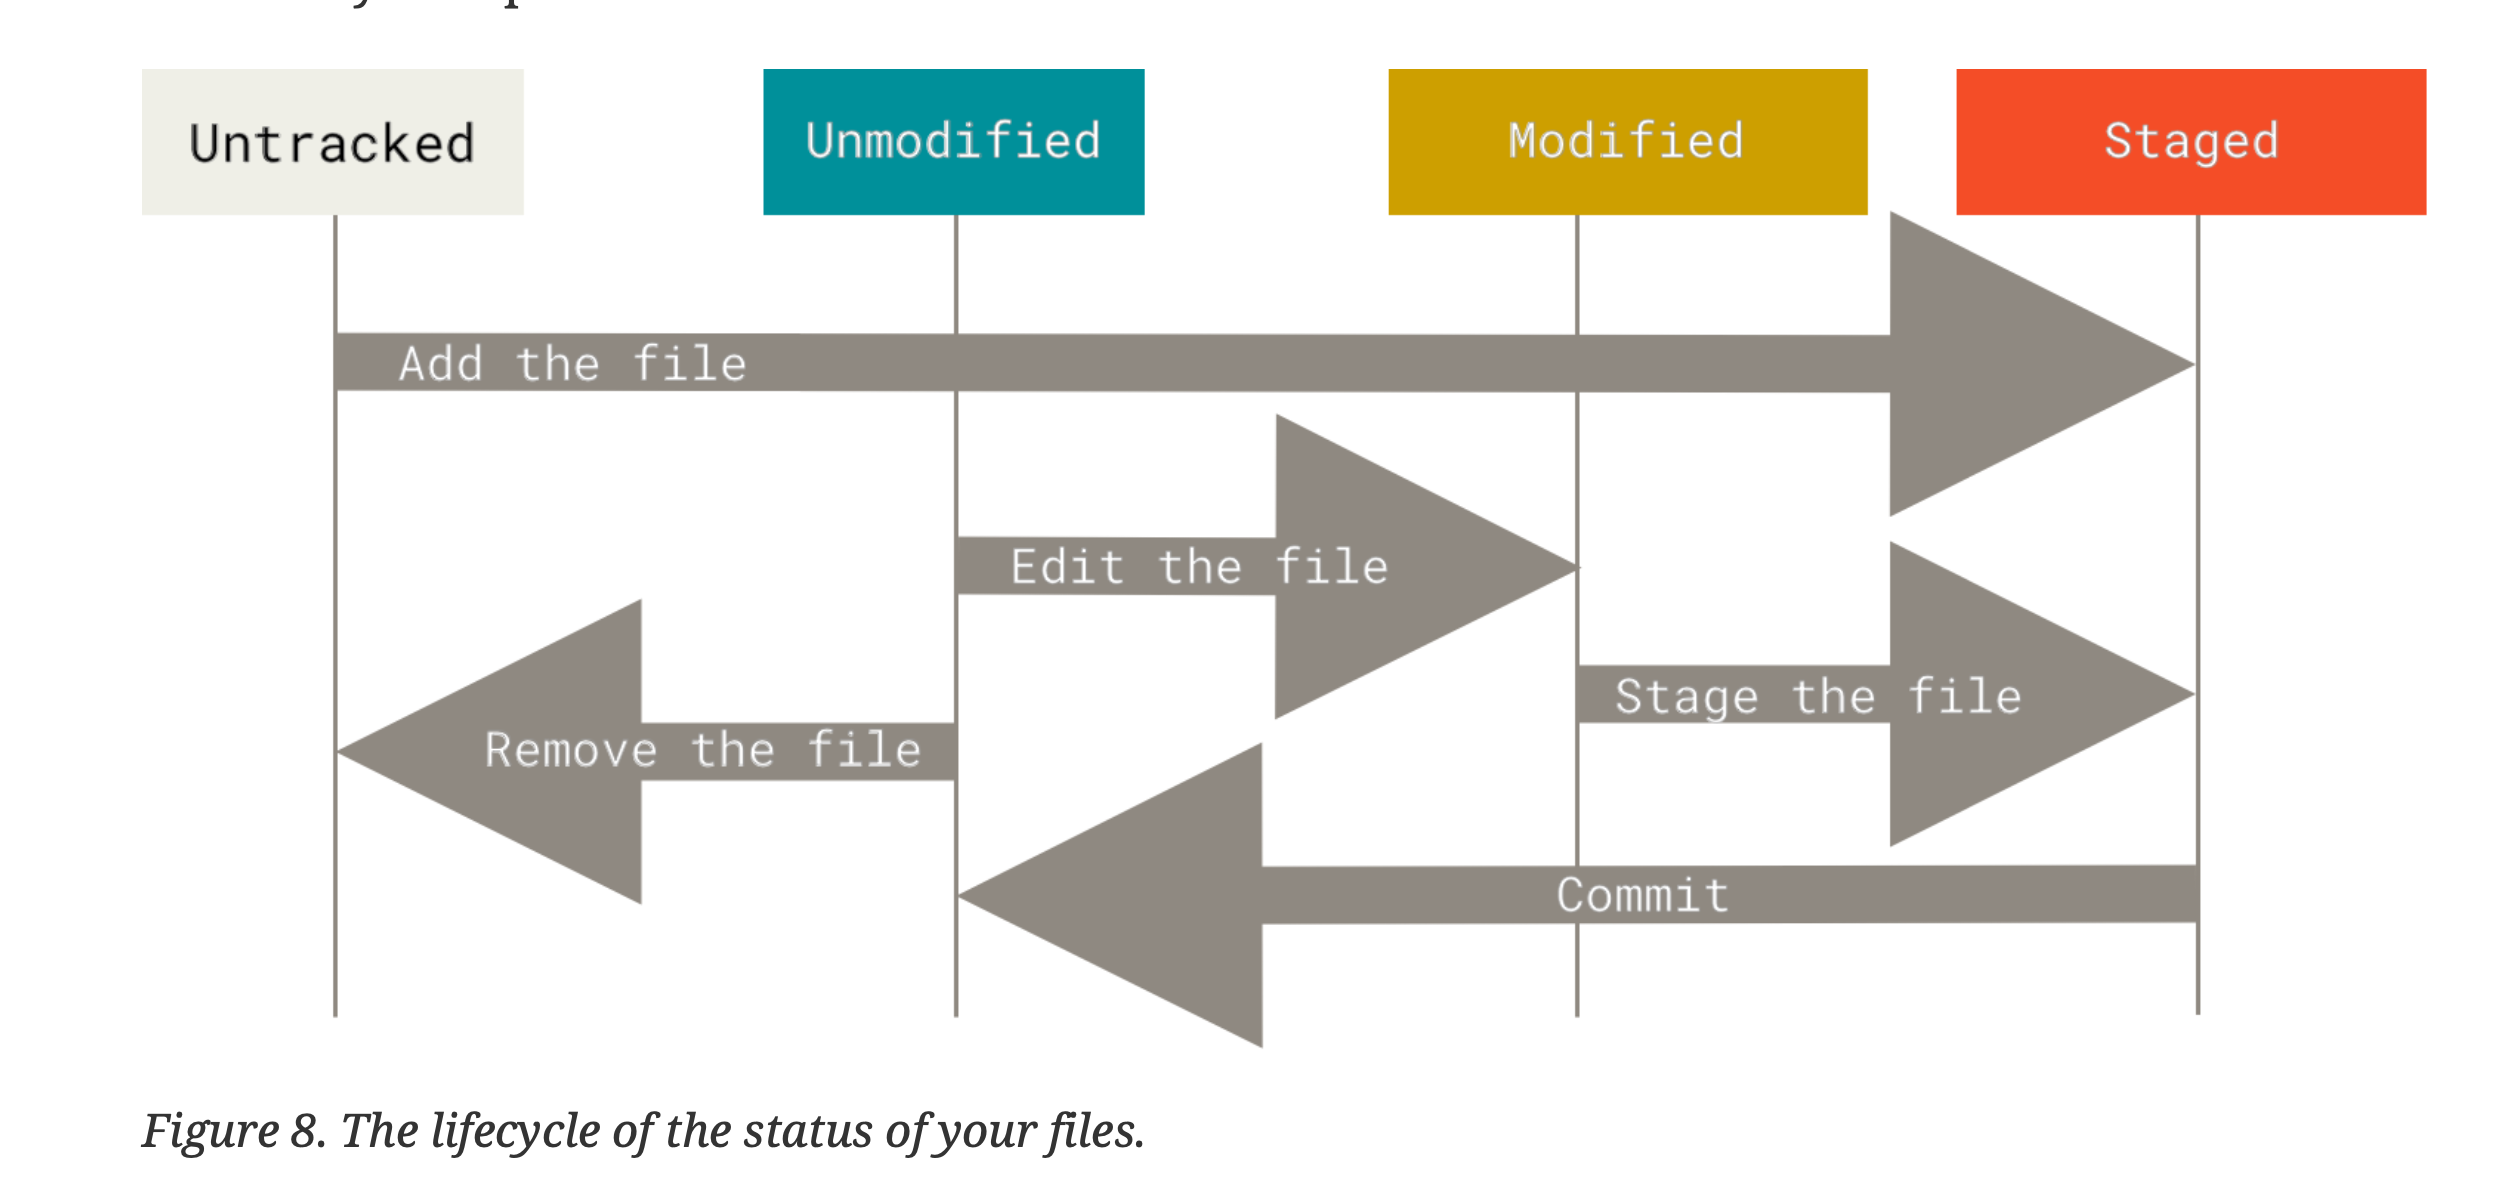 Untracked
Unmodified
Modified
Staged
Add the file
Edit the file
Stage the file
Remove the file
Commit
Figure 8. The lifecycle of the status of your files.